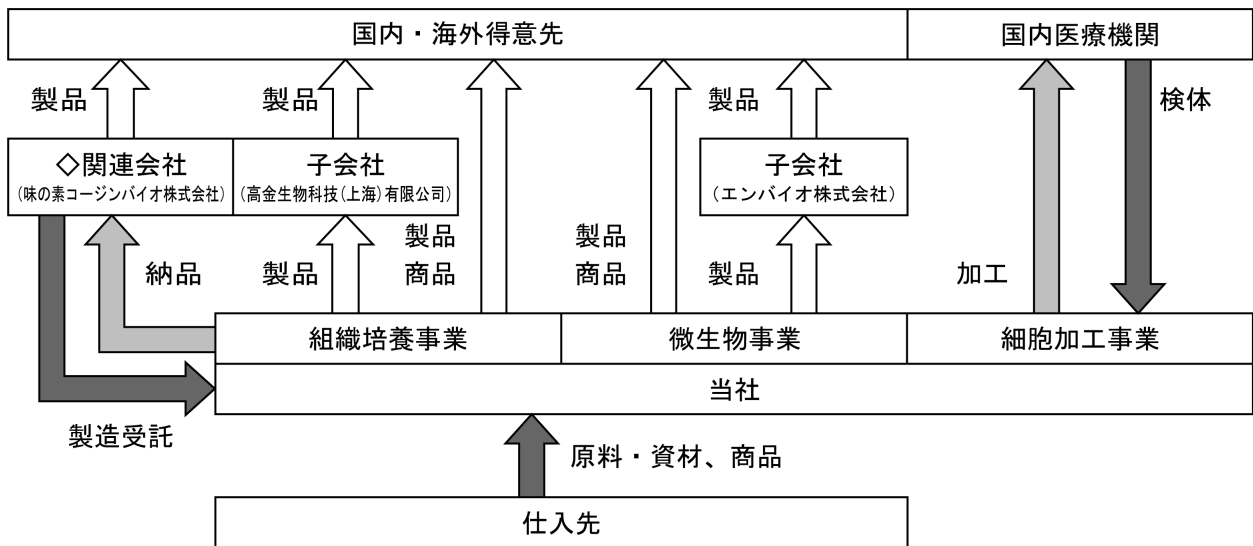 国内・海外得意先
国内医療機関
製品
製品
製品
検体
◇関連会社
(味の素コージンバイオ株式会社)
子会社
(高金生物科技(上海)有限公司)
子会社
(エンバイオ株式会社)
納品
製品
製品
商品
製品
商品
製品
加工
組織培養事業
微生物事業
細胞加工事業
当社
製造受託
原料・資材、商品
仕入先